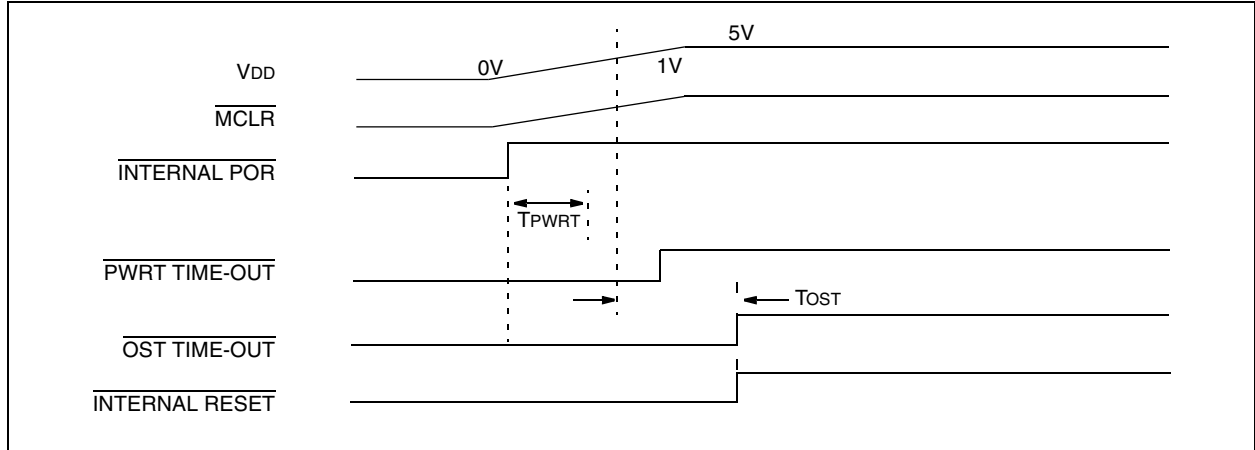 5V
VDD 0V 1V
MCLR
INTERNAL POR
TPWRT
PWRT TIME-OUT
TOST
OST TIME-OUT
INTERNAL RESET